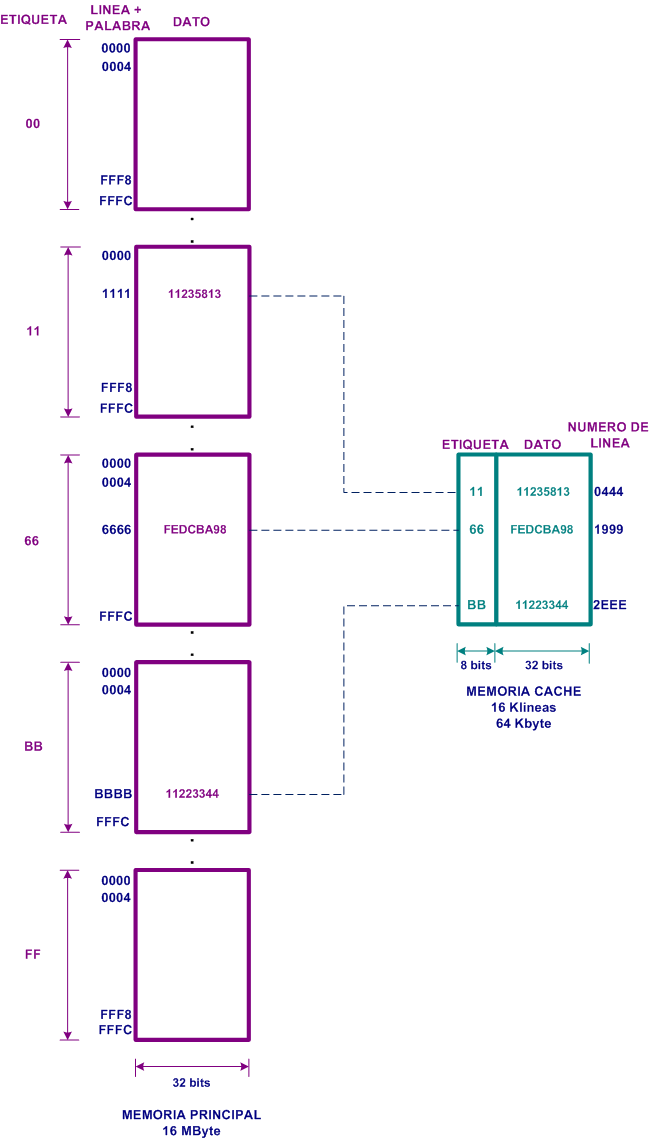 ETIQUETA
LINEA +
PALABRA
DATO
0000
0004
00
FFF8
FFFC
0000
1111
11235813
11
FFF8
FFFC
0000
0004
66
6666
FEDCBA98
FFFC
0000
0004
BB
BBBB
11223344
FFFC
0000
0004
FF
FFF8
FFFC
32 bits
MEMORIA PRINCIPAL
16 MByte
ETIQUETA
DATO
NUMERO DE
LINEA
11
11235813
0444
66
FEDCBA98
1999
BB
11223344
2EEE
8 bits
32 bits
MEMORIA CACHE
16 Klineas
64 Kbyte